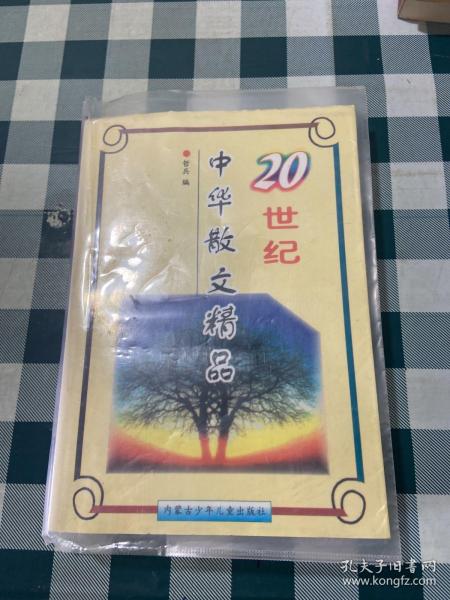 20世纪
中华散文精品
哲兵 编
内蒙古少年儿童出版社
孔夫子旧书网
www.kongfz.com